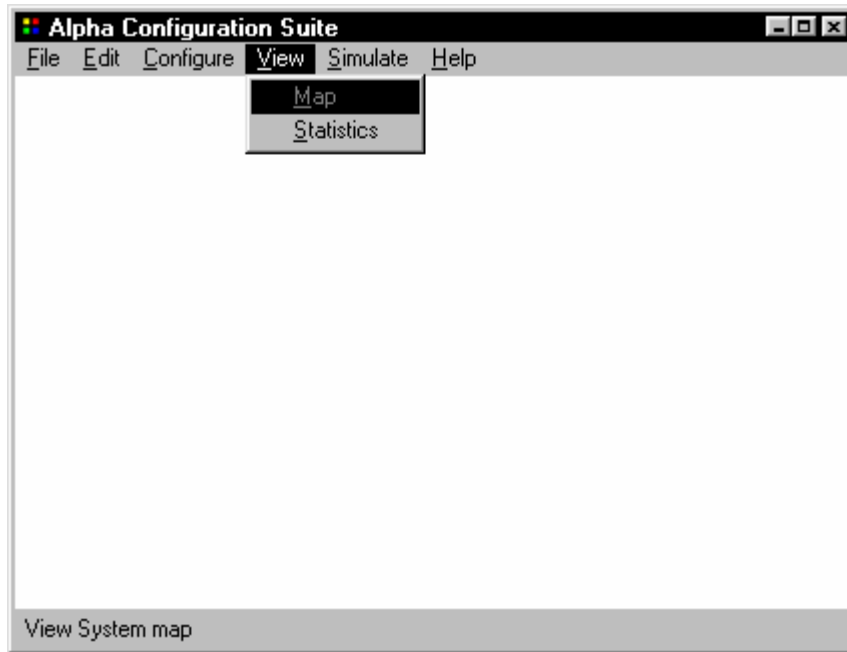 Alpha Configuration Suite
File Edit Configure View Simulate Help
Map
Statistics
View System map